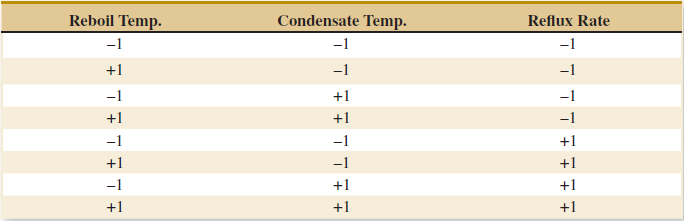 Reboil Temp. Condensate Temp. Reflux Rate
–1 –1 –1
+1 –1 –1
–1 +1 –1
+1 +1 –1
–1 –1 +1
+1 –1 +1
–1 +1 +1
+1 +1 +1